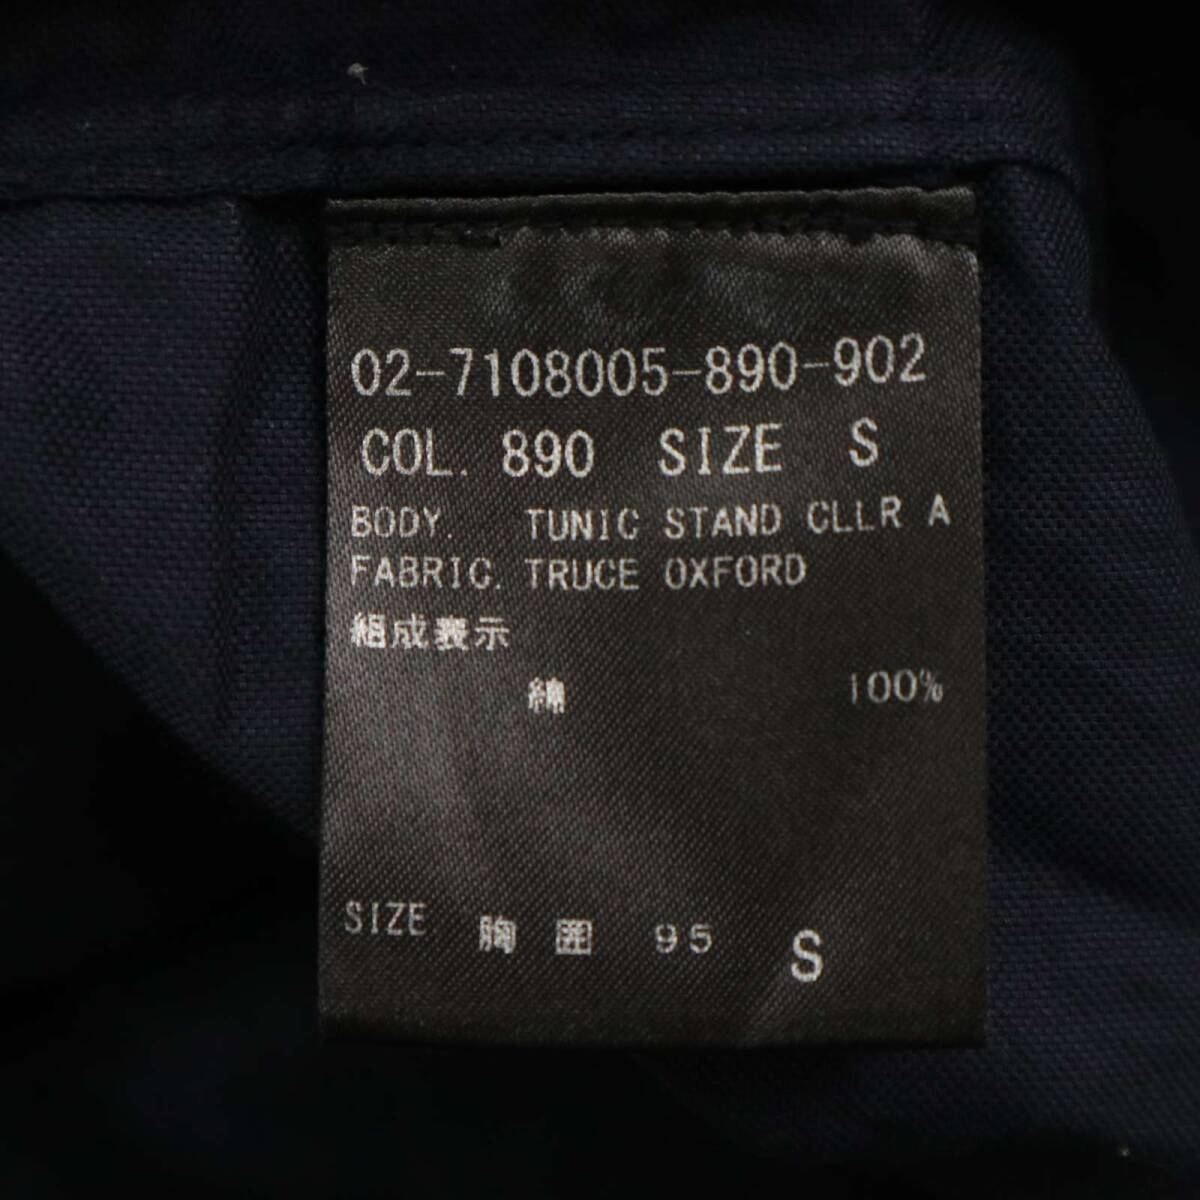 02-7108005-890-902
COL. 890 SIZE S
BODY. TUNIC STAND CLLR A
FABRIC. TRUCE OXFORD
組成表示
綿 100%
SIZE 胸囲 95 S